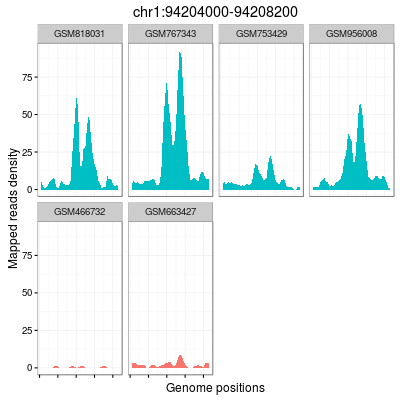 chr1:94204000-94208200
GSM818031 GSM767343 GSM753429 GSM956008
75
50
25
0
GSM466732 GSM663427
75
50
25
0
Mapped reads density
Genome positions